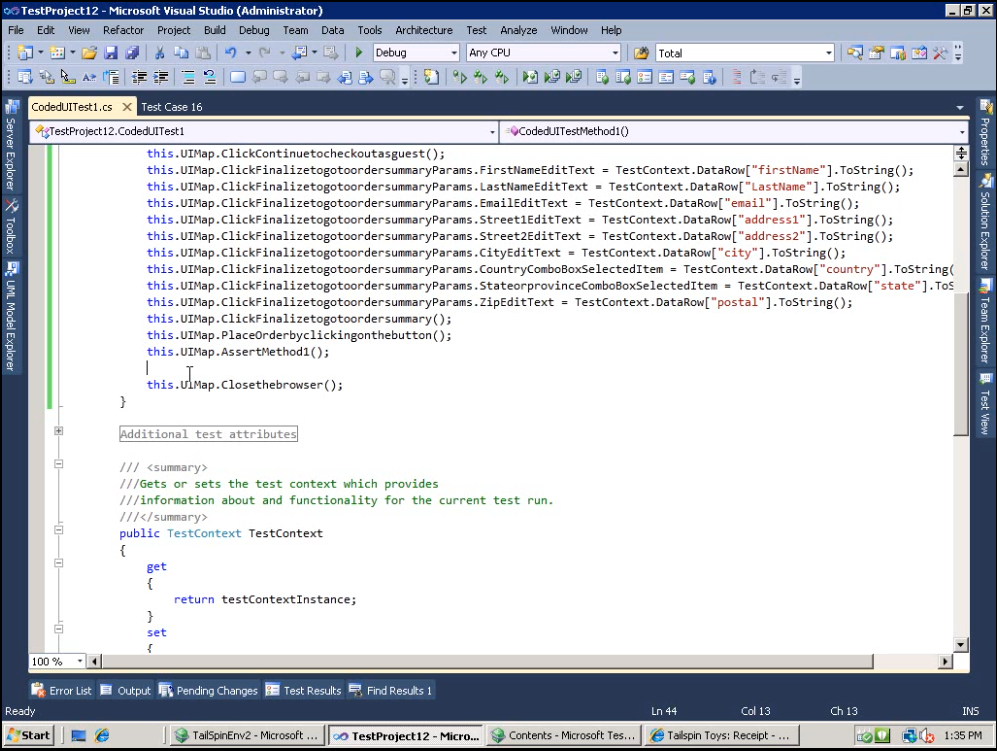 TestProject12 - Microsoft Visual Studio (Administrator)
File Edit View Refactor Project Build Debug Team Data Tools Architecture Test Analyze Window Help
Debug Any CPU Total
CodedUITest1.cs Test Case 16
TestProject12.CodedUITest1 CodedUITestMethod1()
this.UIMap.ClickContinuetocheckoutasguest();
this.UIMap.ClickFinalizetogotoordersummaryParams.FirstNameEditText = TestContext.DataRow["firstName"].ToString();
this.UIMap.ClickFinalizetogotoordersummaryParams.LastNameEditText = TestContext.DataRow["LastName"].ToString();
this.UIMap.ClickFinalizetogotoordersummaryParams.EmailEditText = TestContext.DataRow["email"].ToString();
this.UIMap.ClickFinalizetogotoordersummaryParams.Street1EditText = TestContext.DataRow["address1"].ToString();
this.UIMap.ClickFinalizetogotoordersummaryParams.Street2EditText = TestContext.DataRow["address2"].ToString();
this.UIMap.ClickFinalizetogotoordersummaryParams.CityEditText = TestContext.DataRow["city"].ToString();
this.UIMap.ClickFinalizetogotoordersummaryParams.CountryComboBoxSelectedItem = TestContext.DataRow["country"].ToString(
this.UIMap.ClickFinalizetogotoordersummaryParams.StateorprovinceComboBoxSelectedItem = TestContext.DataRow["state"].ToS
this.UIMap.ClickFinalizetogotoordersummaryParams.ZipEditText = TestContext.DataRow["postal"].ToString();
this.UIMap.ClickFinalizetogotoordersummary();
this.UIMap.PlaceOrderbyclickingonthebutton();
this.UIMap.AssertMethod1();
this.UIMap.Closethebrowser();
}
Additional test attributes
/// <summary>
///Gets or sets the test context which provides
///information about and functionality for the current test run.
///</summary>
public TestContext TestContext
{
get
{
return testContextInstance;
}
set
{
100 %
Server Explorer
Toolbox
UML Model Explorer
Properties
Solution Explorer
Team Explorer
Test View
Error List Output Pending Changes Test Results Find Results 1
Ready Ln 44 Col 13 Ch 13 INS
Start TailSpinEnv2 - Microsoft ... TestProject12 - Micro... Contents - Microsoft Tes... Tailspin Toys: Receipt - ... 1:35 PM